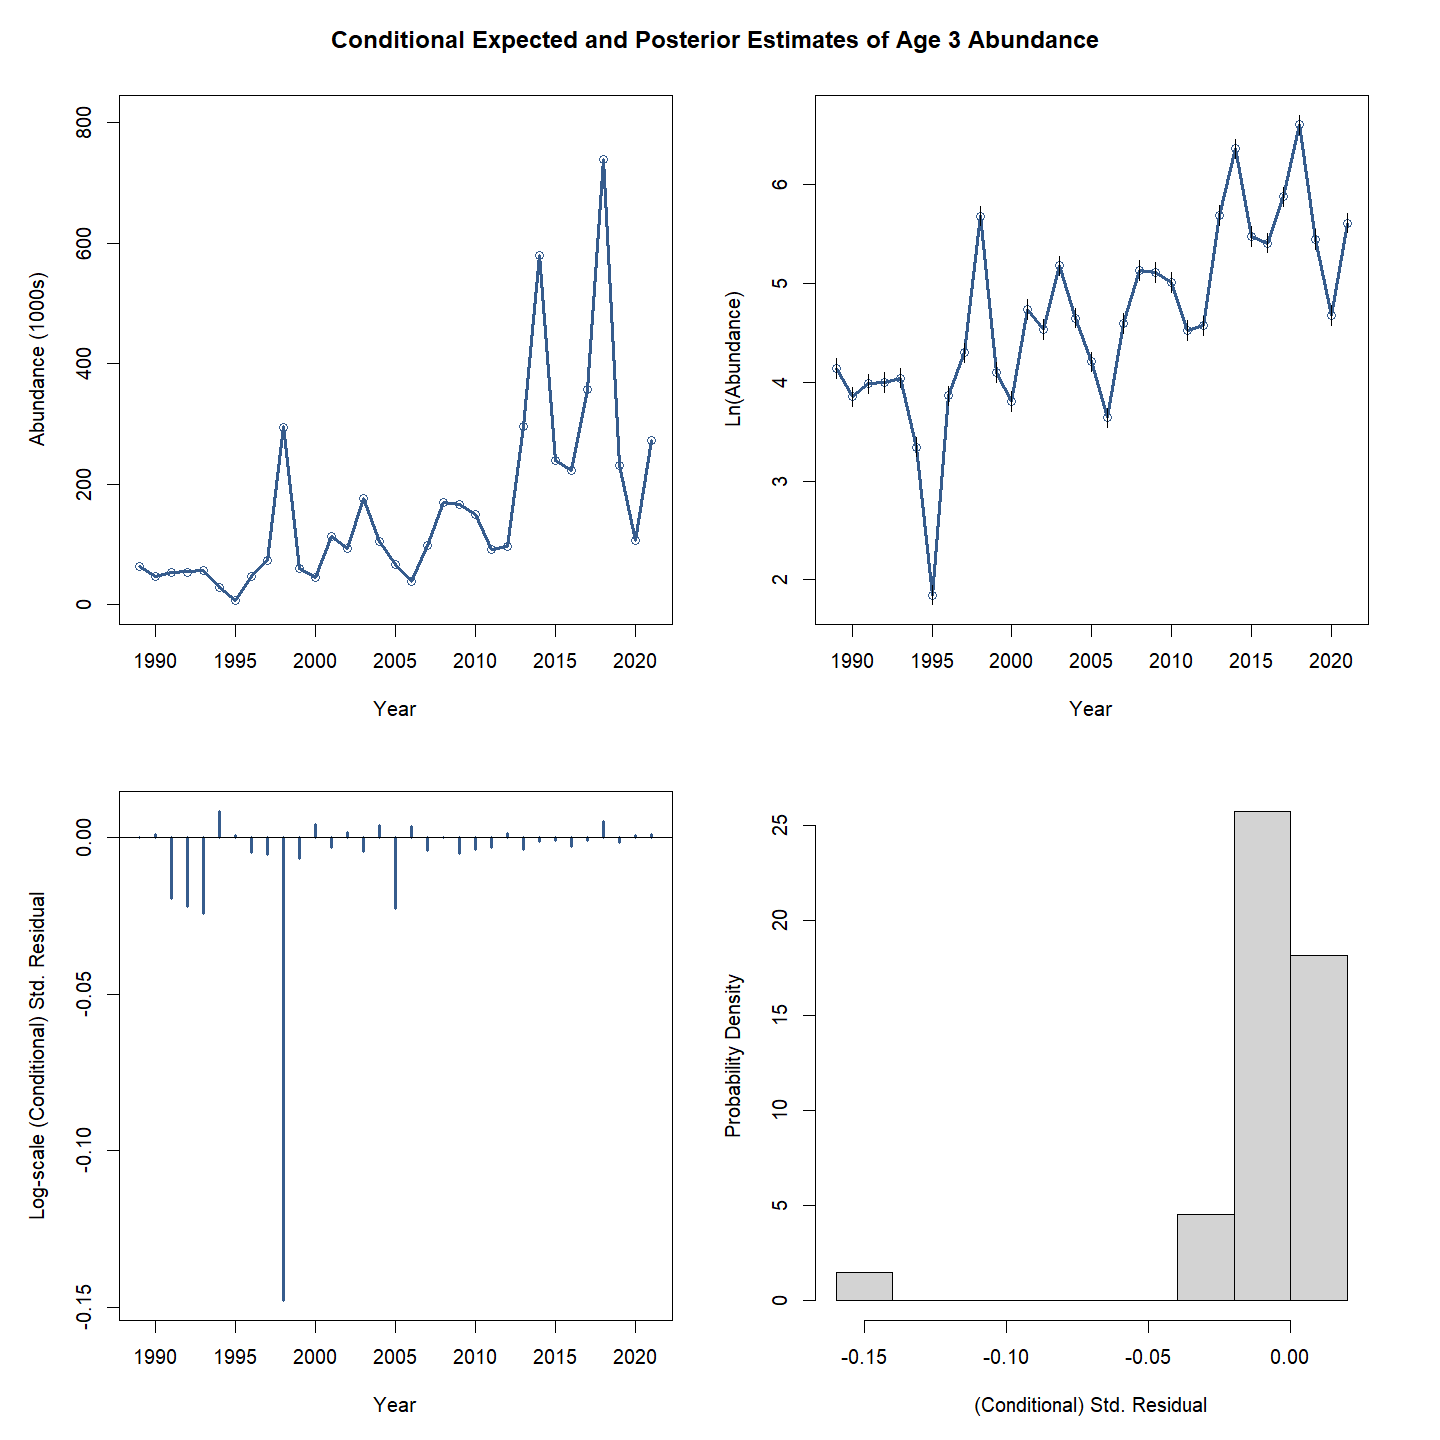 Conditional Expected and Posterior Estimates of Age 3 Abundance
Abundance (1000s)
800
600
400
200
0
1990 1995 2000 2005 2010 2015 2020
Year
Ln(Abundance)
6
5
4
3
2
1990 1995 2000 2005 2010 2015 2020
Year
Log-scale (Conditional) Std. Residual
0.00
-0.05
-0.10
-0.15
1990 1995 2000 2005 2010 2015 2020
Year
Probability Density
25
20
15
10
5
0
-0.15 -0.10 -0.05 0.00
(Conditional) Std. Residual